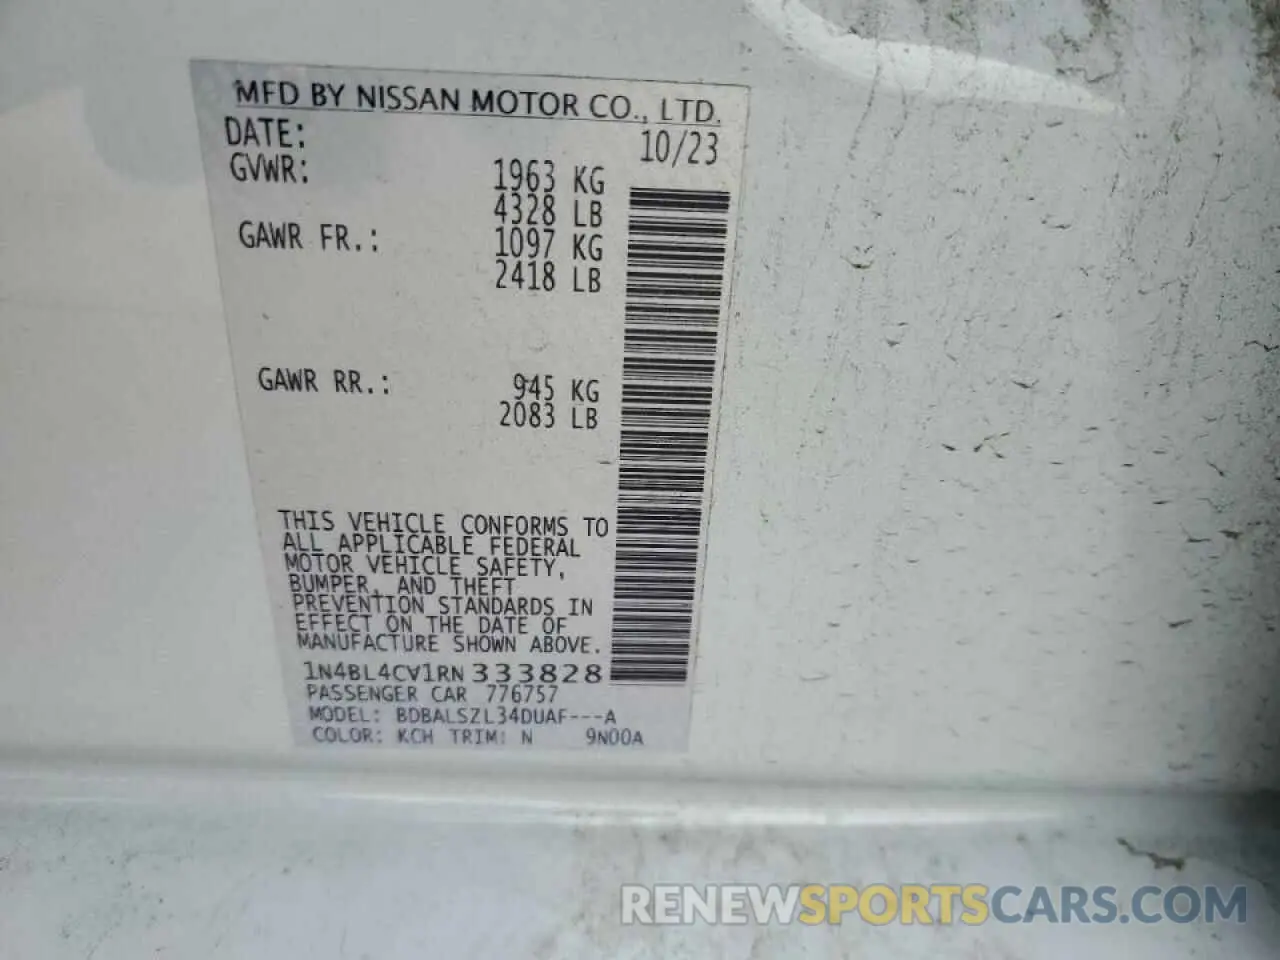 MFD BY NISSAN MOTOR CO., LTD.
DATE: 10/23
GVWR: 1963 KG
4328 LB
GAWR FR.: 1097 KG
2418 LB
GAWR RR.: 945 KG
2083 LB
THIS VEHICLE CONFORMS TO
ALL APPLICABLE FEDERAL
MOTOR VEHICLE SAFETY,
BUMPER, AND THEFT
PREVENTION STANDARDS IN
EFFECT ON THE DATE OF
MANUFACTURE SHOWN ABOVE.
1N4BL4CV1RN333828
PASSENGER CAR 776757
MODEL: BDBALSZL34DUAF---A
COLOR: KCH TRIM: N 9N00A
RENEWSPORTSCARS.COM